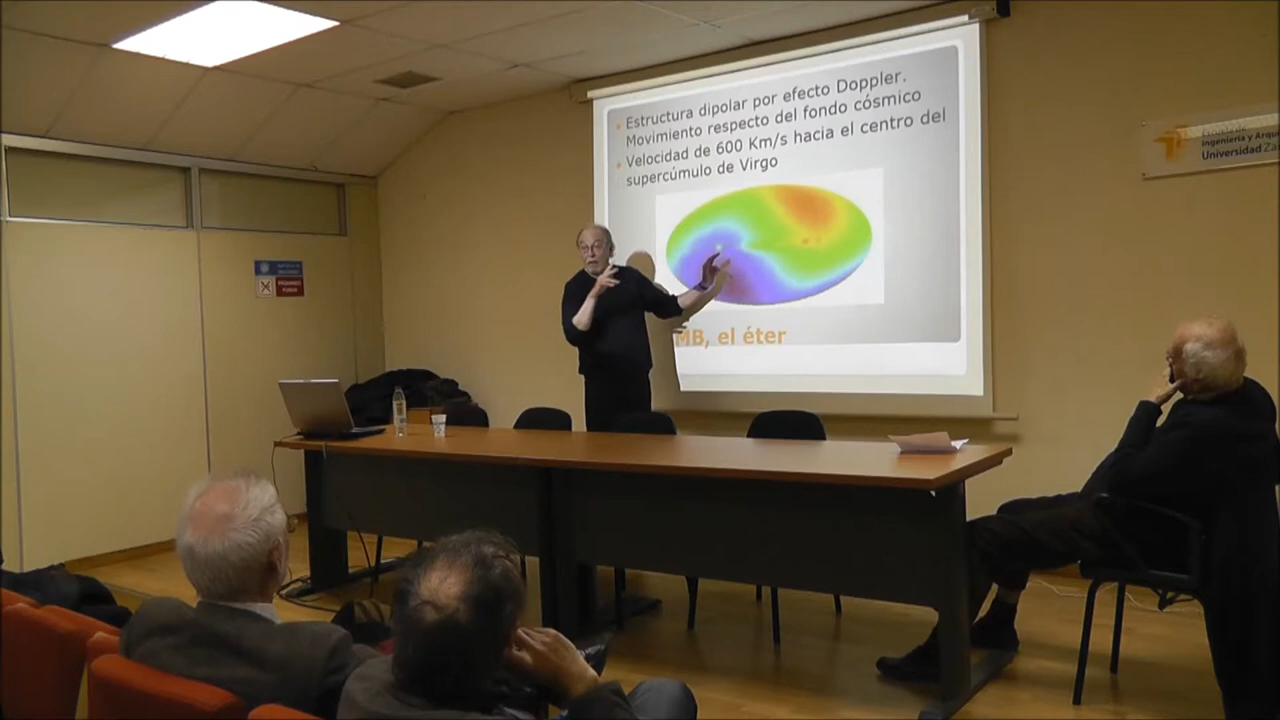 Estructura dipolar por efecto Doppler.
Movimiento respecto del fondo cósmico
Velocidad de 600 Km/s hacia el centro del
supercúmulo de Virgo
MB, el éter
Escuela de
Ingeniería y Arqu
Universidad Za